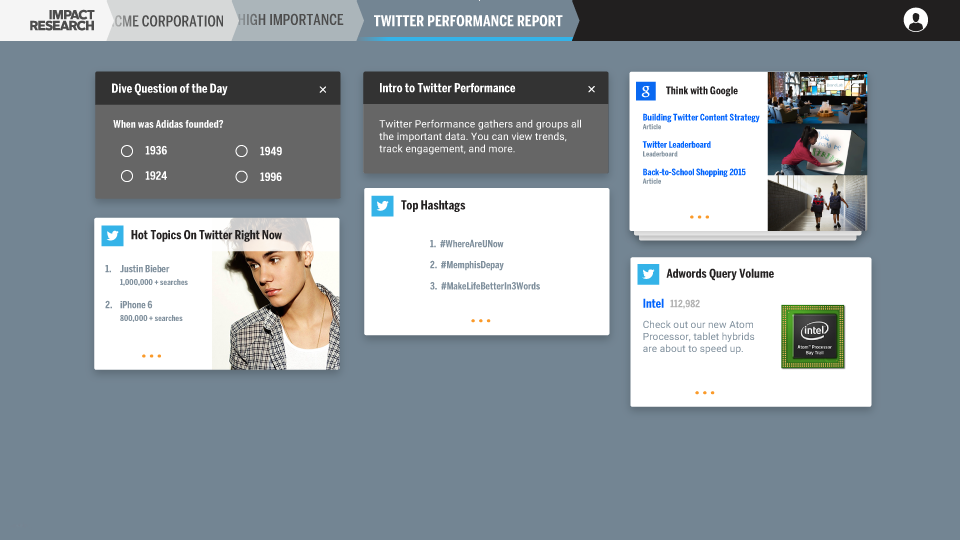 IMPACT
RESEARCH
CME CORPORATION
HIGH IMPORTANCE
TWITTER PERFORMANCE REPORT
Dive Question of the Day
×
When was Adidas founded?
1936
1949
1924
1996
Hot Topics On Twitter Right Now
1. Justin Bieber
1,000,000 + searches
2. iPhone 6
800,000 + searches
Intro to Twitter Performance
×
Twitter Performance gathers and groups all
the important data. You can view trends,
track engagement, and more.
Top Hashtags
1. #WhereAreUNow
2. #MemphisDepay
3. #MakeLifeBetterIn3Words
g
Think with Google
Building Twitter Content Strategy
Article
Twitter Leaderboard
Leaderboard
Back-to-School Shopping 2015
Article
Adwords Query Volume
Intel 112,982
Check out our new Atom
Processor, tablet hybrids
are about to speed up.
intel
Atom™ Processor
Bay Trail